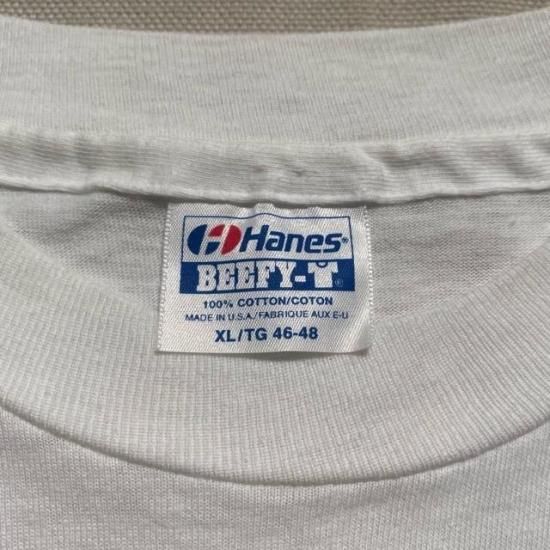 Hanes®
BEEFY-T®
100% COTTON/COTON
MADE IN U.S.A./FABRIQUE AUX E-U
XL/TG 46-48